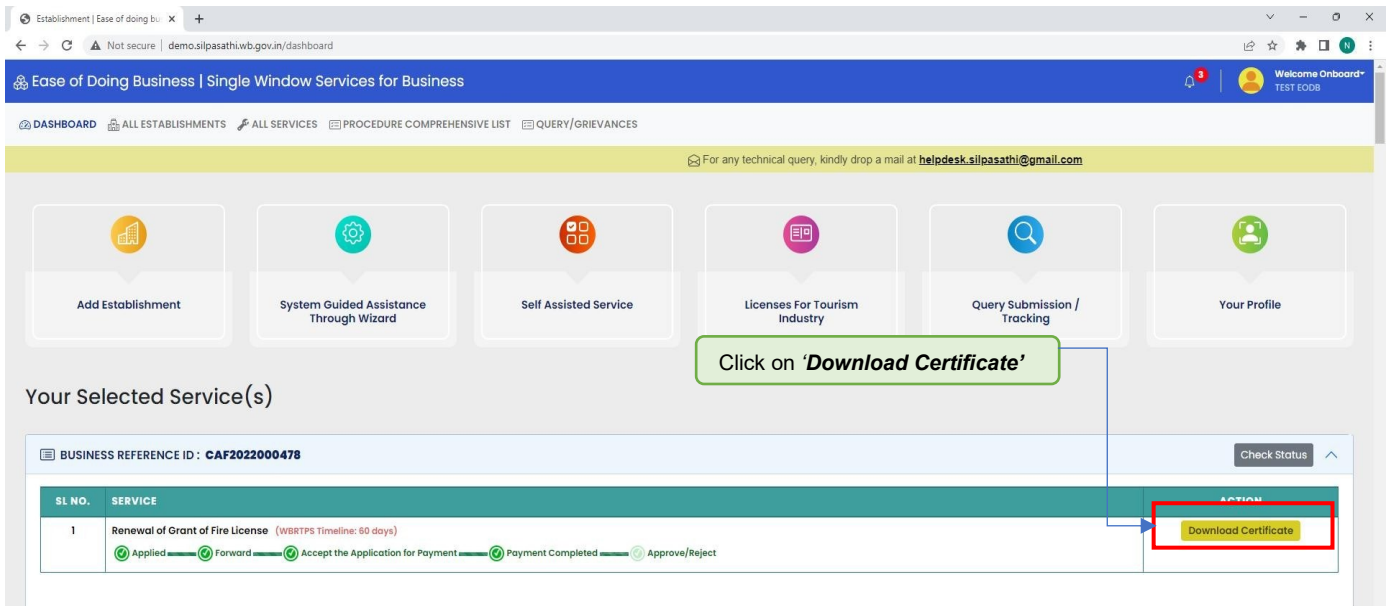 Establishment | Ease of doing bu
Not secure | demo.silpasathi.wb.gov.in/dashboard
N
Ease of Doing Business | Single Window Services for Business
3
Welcome Onboard
TEST EODB
DASHBOARD ALL ESTABLISHMENTS ALL SERVICES PROCEDURE COMPREHENSIVE LIST QUERY/GRIEVANCES
For any technical query, kindly drop a mail at helpdesk.silpasathi@gmail.com
Add Establishment
System Guided Assistance
Through Wizard
Self Assisted Service
Licenses For Tourism
Industry
Query Submission /
Tracking
Your Profile
Click on ‘Download Certificate’
Your Selected Service(s)
BUSINESS REFERENCE ID : CAF2022000478
Check Status
SL NO. SERVICE ACTION
1 Renewal of Grant of Fire License (WBRTPS Timeline: 60 days) Download Certificate
Applied Forward Accept the Application for Payment Payment Completed Approve/Reject